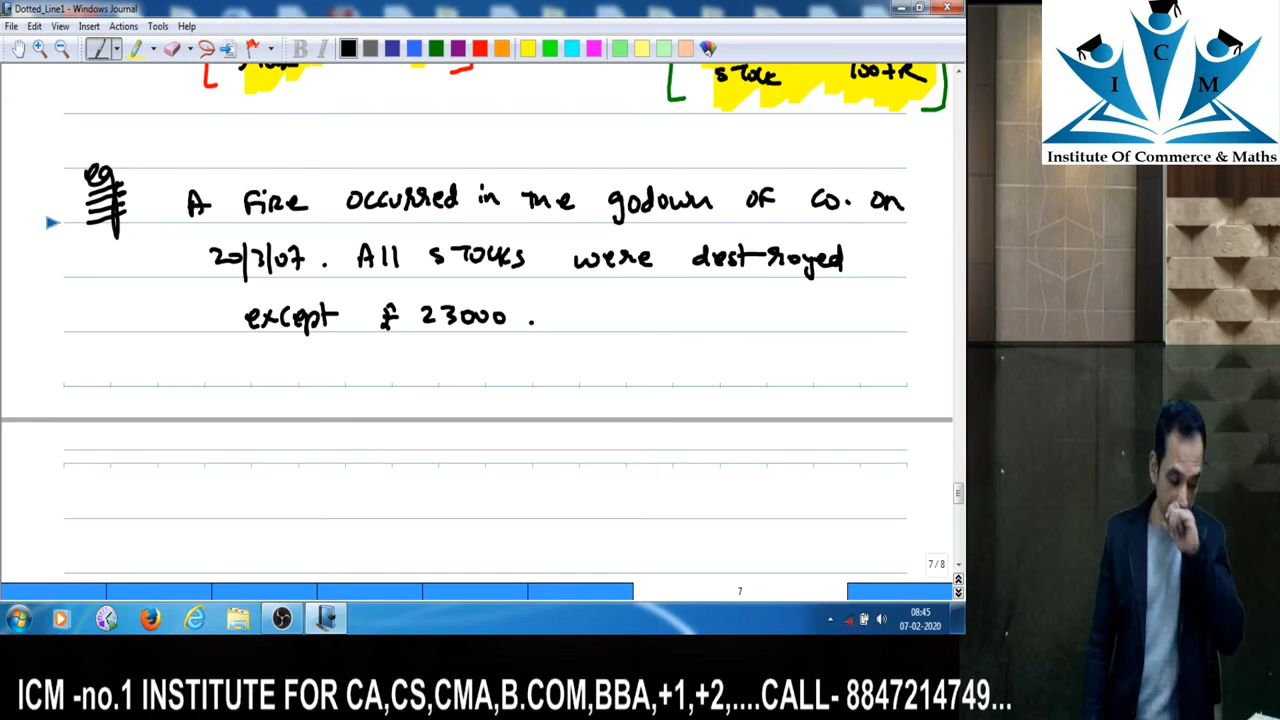 Dotted_Line1 - Windows Journal
File Edit View Insert Actions Tools Help
stock 100+R
eg
A Fire occurred in the godown of co. on
20/3/07. All stocks were destroyed
except £ 23000.
7/8
7
08:45
07-02-2020
I C M
Institute Of Commerce & Maths
ICM -no.1 INSTITUTE FOR CA,CS,CMA,B.COM,BBA,+1,+2,....CALL- 8847214749...